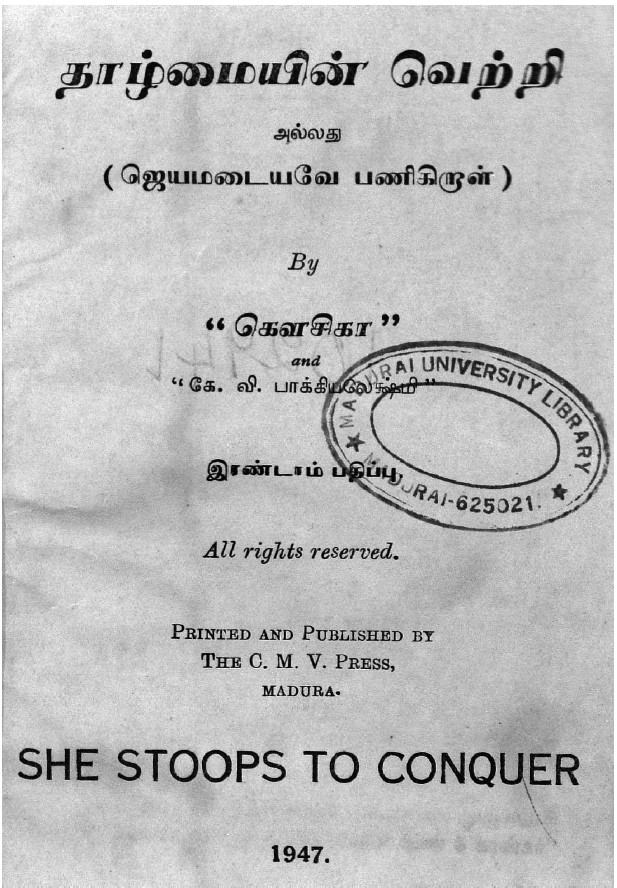 தாழ்மையின் வெற்றி
அல்லது
( ஜெயமடையவே பணிகிறாள் )
By
“ கௌசிகா ”
and
“ கே. வி. பாக்கியலேக்ஷ்மி ”
இரண்டாம் பதிப்பு
MADURAI UNIVERSITY LIBRARY
★ MADURAI-625021. ★
All rights reserved.
PRINTED AND PUBLISHED BY
THE C. M. V. PRESS,
MADURA.
SHE STOOPS TO CONQUER
1947.